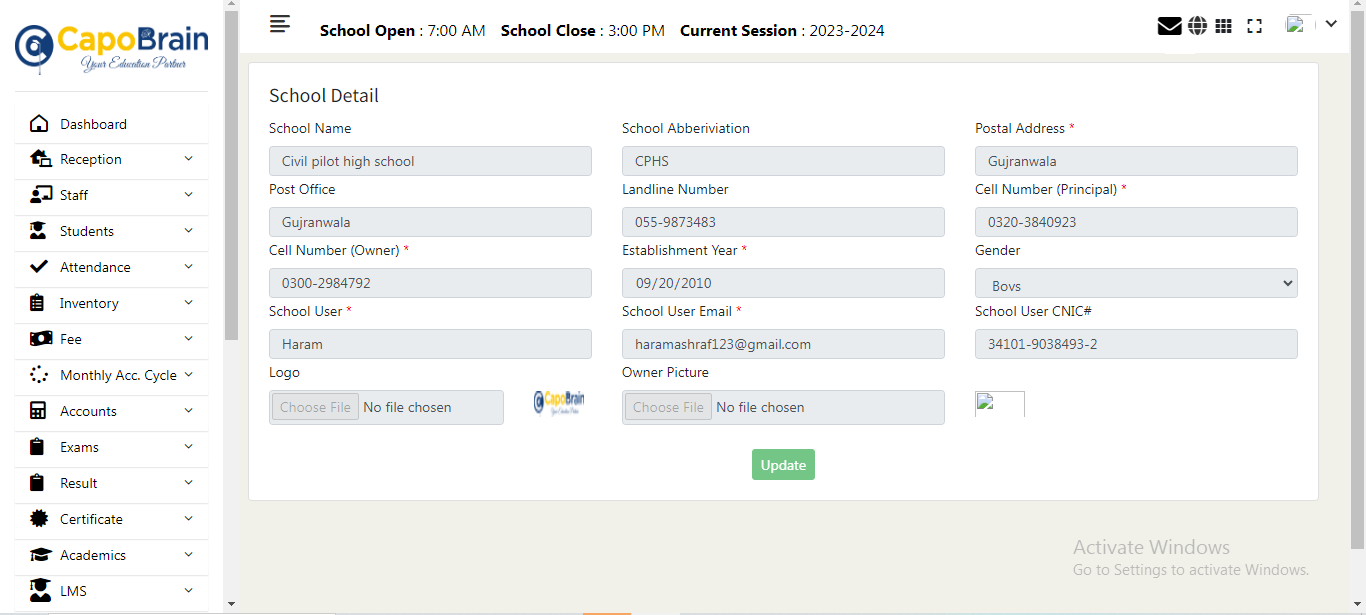 CapoBrain
Your Education Partner
School Open : 7:00 AM School Close : 3:00 PM Current Session : 2023-2024
Dashboard
Reception
Staff
Students
Attendance
Inventory
Fee
Monthly Acc. Cycle
Accounts
Exams
Result
Certificate
Academics
LMS
School Detail
School Name School Abberiviation Postal Address *
Civil pilot high school CPHS Gujranwala
Post Office Landline Number Cell Number (Principal) *
Gujranwala 055-9873483 0320-3840923
Cell Number (Owner) * Establishment Year * Gender
0300-2984792 09/20/2010 Boys
School User * School User Email * School User CNIC#
Haram haramashraf123@gmail.com 34101-9038493-2
Logo Owner Picture
Choose File No file chosen CapoBrain Your Education Partner Choose File No file chosen
Update
Activate Windows
Go to Settings to activate Windows.